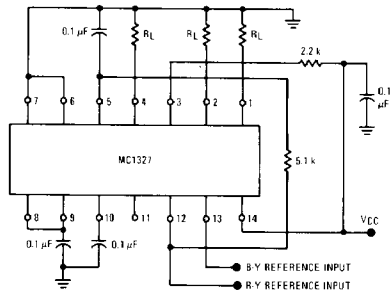 0.1 µF
RL
RL
RL
2.2 k
0.1 µF
7
6
5
4
3
2
1
MC1327
5.1 k
8
9
10
11
12
13
14
VCC
0.1 µF
0.1 µF
B-Y REFERENCE INPUT
R-Y REFERENCE INPUT